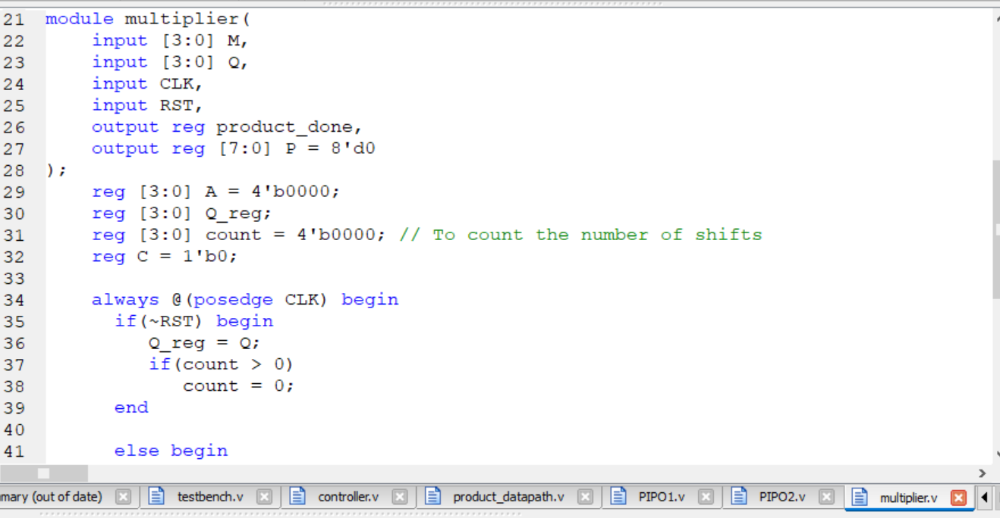 21 module multiplier(
22 input [3:0] M,
23 input [3:0] Q,
24 input CLK,
25 input RST,
26 output reg product_done,
27 output reg [7:0] P = 8'd0
28 );
29 reg [3:0] A = 4'b0000;
30 reg [3:0] Q_reg;
31 reg [3:0] count = 4'b0000; // To count the number of shifts
32 reg C = 1'b0;
33
34 always @(posedge CLK) begin
35 if(~RST) begin
36 Q_reg = Q;
37 if(count > 0)
38 count = 0;
39 end
40
41 else begin
mary (out of date) testbench.v controller.v product_datapath.v PIPO1.v PIPO2.v multiplier.v